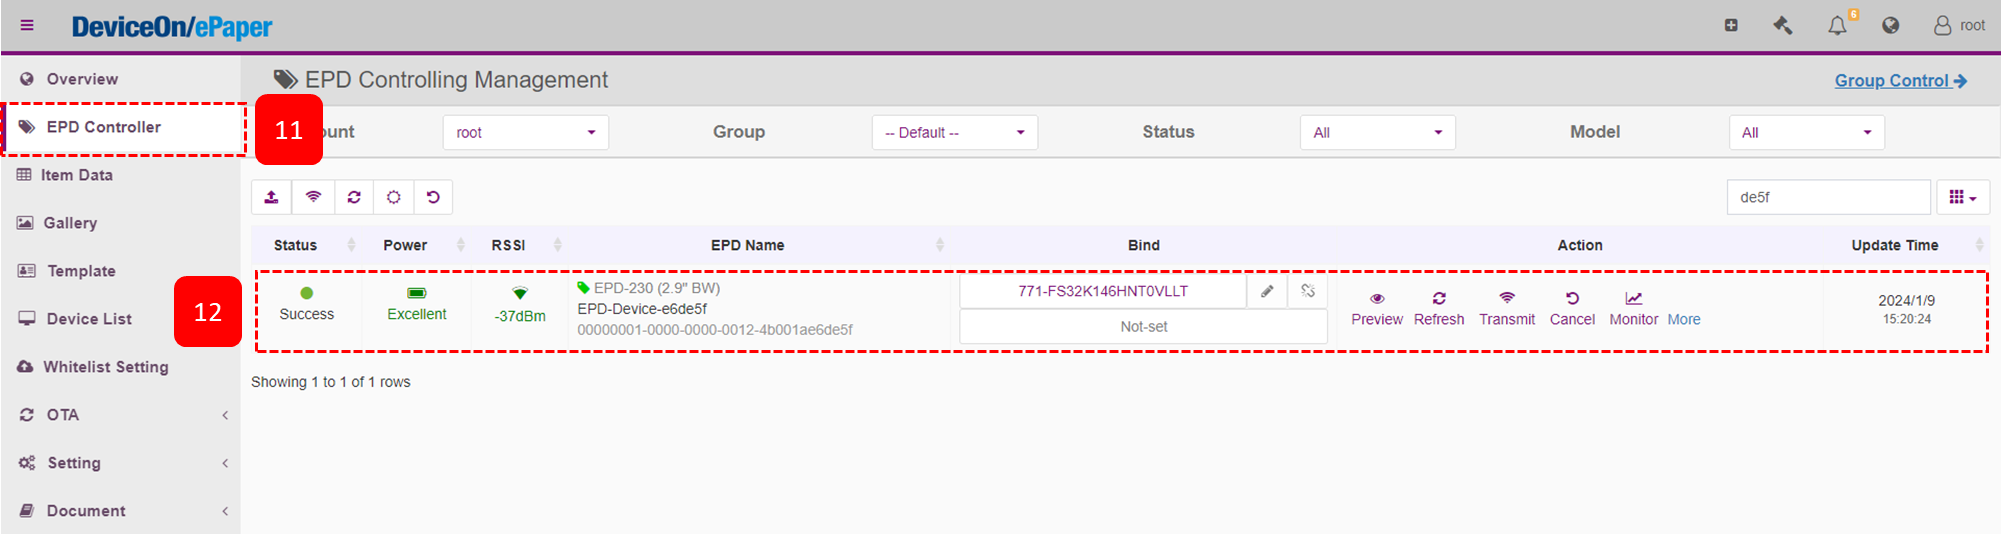 DeviceOn/ePaper
6
root
Overview
EPD Controller
Item Data
Gallery
Template
Device List
Whitelist Setting
OTA
Setting
Document
11
12
EPD Controlling Management
Group Control
ount
root
Group
-- Default --
Status
All
Model
All
de5f
Status
Power
RSSI
EPD Name
Bind
Action
Update Time
Success
Excellent
-37dBm
EPD-230 (2.9" BW)
EPD-Device-e6de5f
00000001-0000-0000-0012-4b001ae6de5f
771-FS32K146HNT0VLLT
Not-set
Preview
Refresh
Transmit
Cancel
Monitor
More
2024/1/9
15:20:24
Showing 1 to 1 of 1 rows